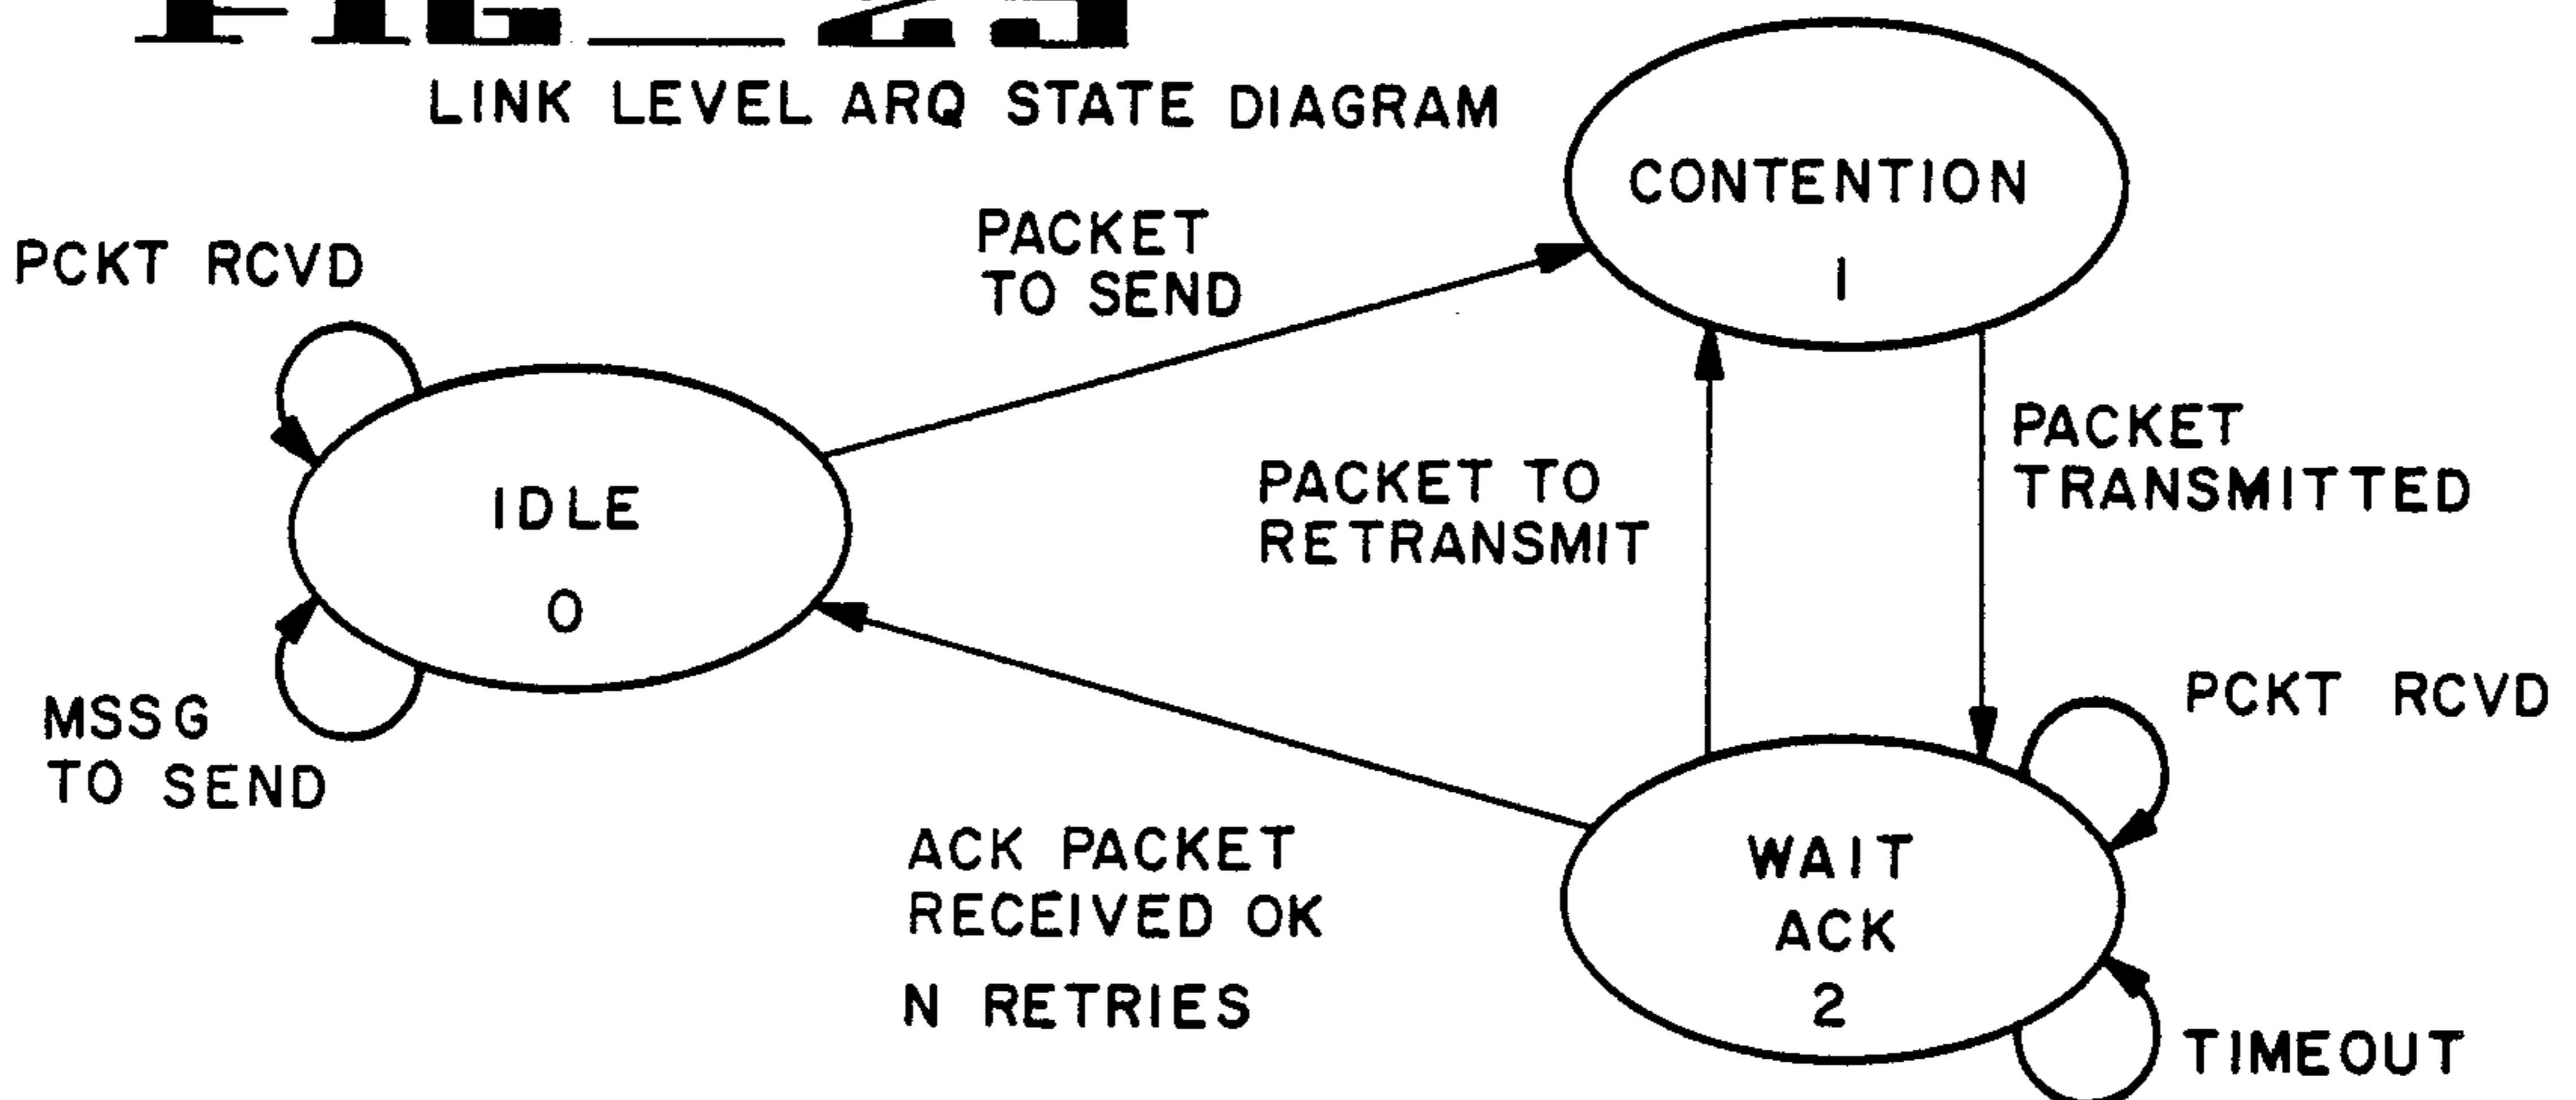 LINK LEVEL ARQ STATE DIAGRAM
CONTENTION
1
PACKET
TO SEND
PCKT RCVD
IDLE
0
PACKET TO
RETRANSMIT
PACKET
TRANSMITTED
MSSG
TO SEND
PCKT RCVD
ACK PACKET
RECEIVED OK
N RETRIES
WAIT
ACK
2
TIMEOUT